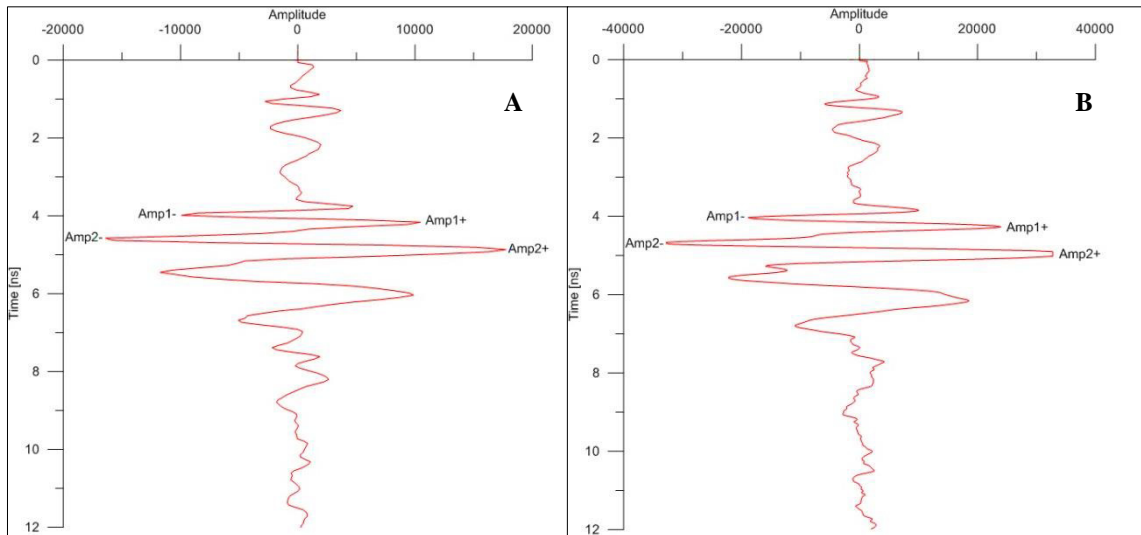 Amplitude
-20000 -10000 0 10000 20000
0
A
2
4
Amp1-
Amp1+
Amp2-
Amp2+
Time [ns]
6
8
10
12
Amplitude
-40000 -20000 0 20000 40000
0
B
2
4
Amp1-
Amp1+
Amp2-
Amp2+
Time [ns]
6
8
10
12